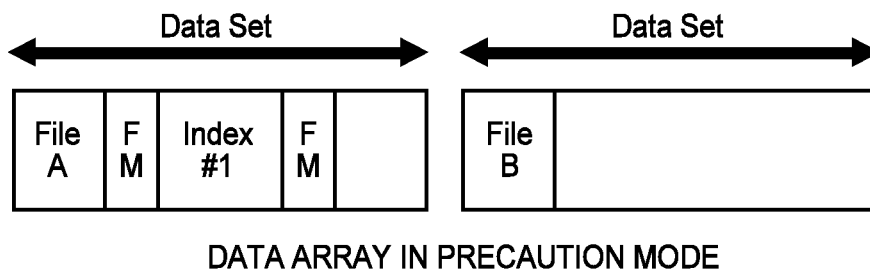 Data Set
Data Set
File
A
F
M
Index
#1
F
M
File
B
DATA ARRAY IN PRECAUTION MODE